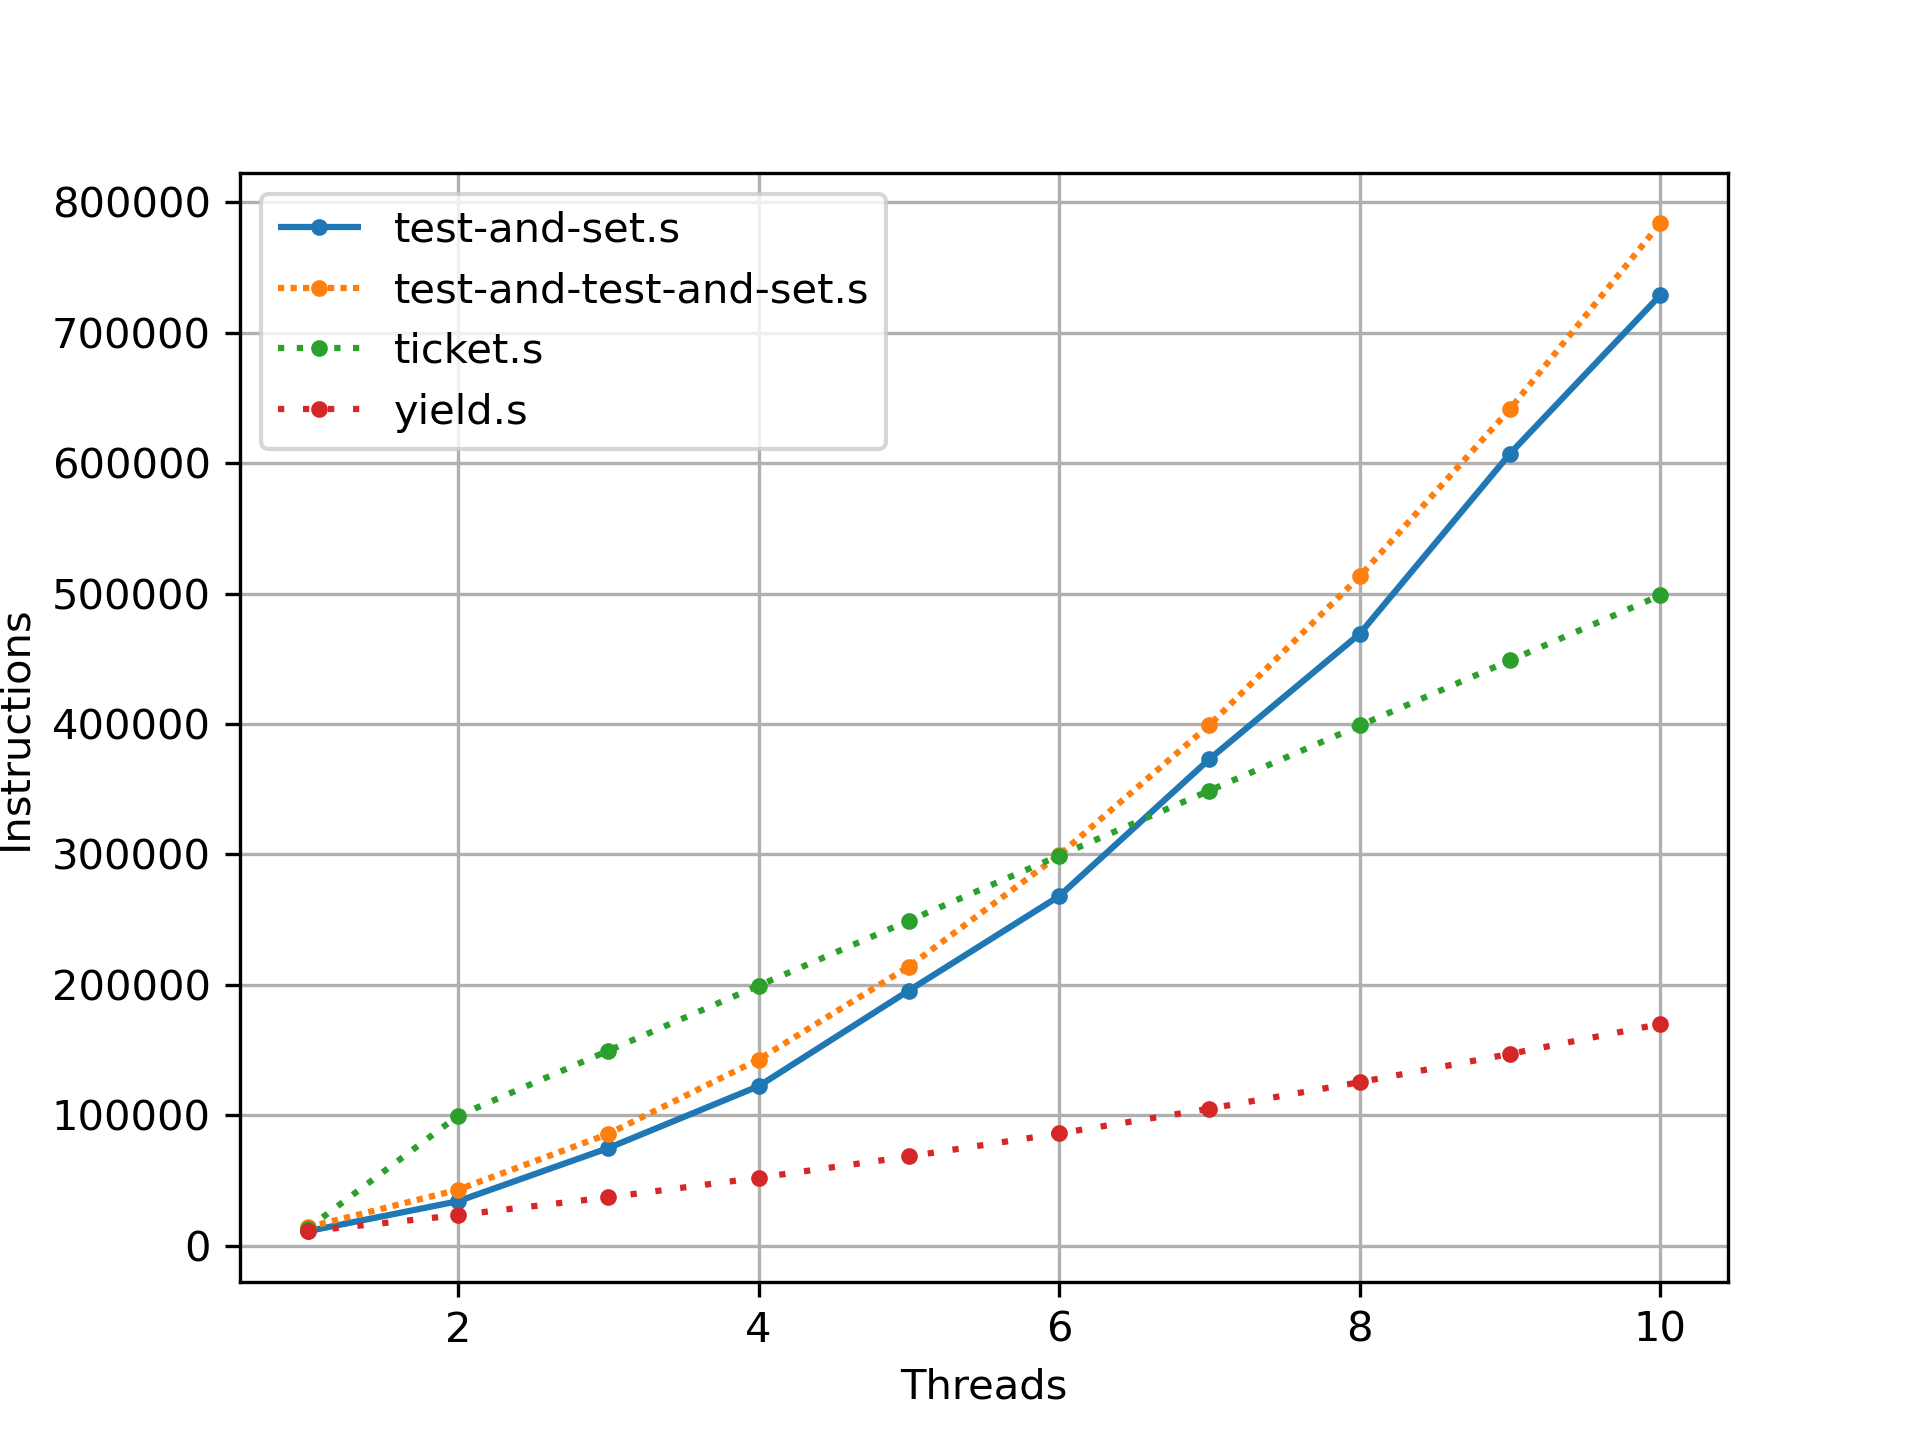 test-and-set.s
test-and-test-and-set.s
ticket.s
yield.s
800000
700000
600000
500000
400000
300000
200000
100000
0
Instructions
2 4 6 8 10
Threads